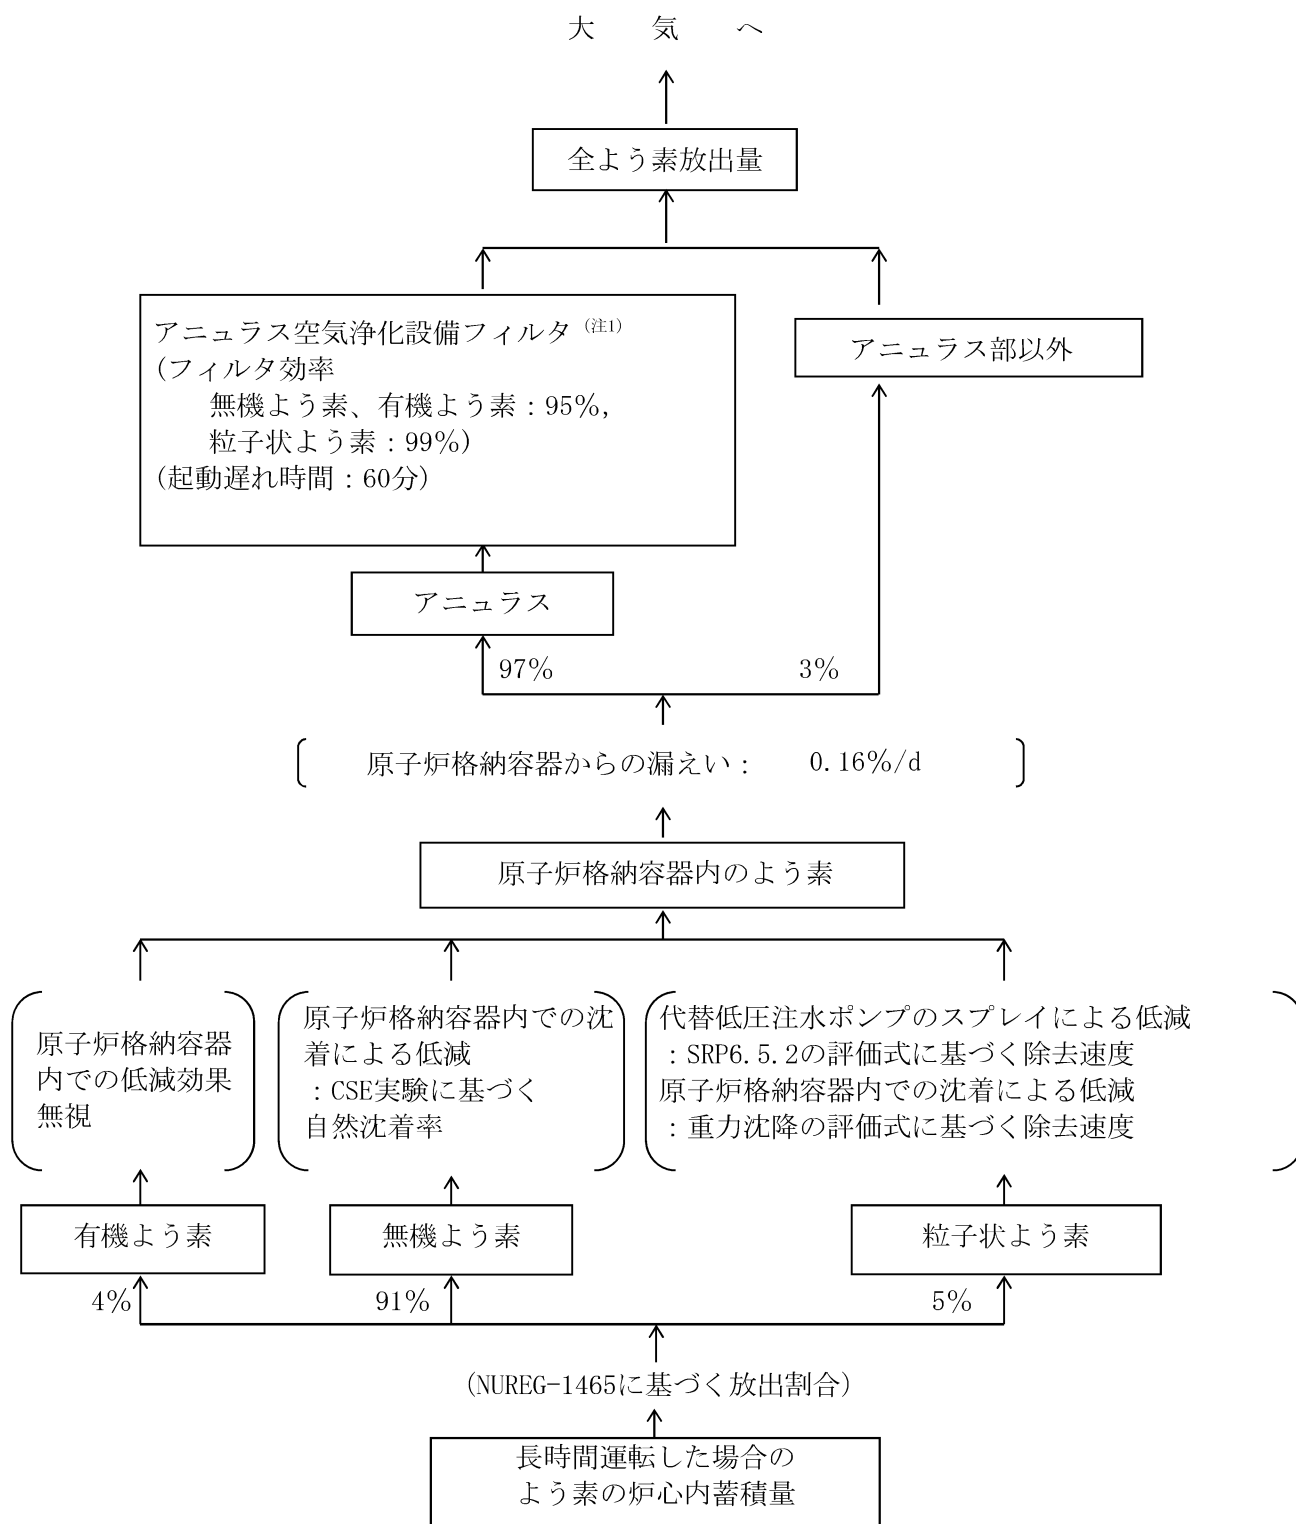 大　気　へ
全よう素放出量
アニュラス空気浄化設備フィルタ（注1）
(フィルタ効率
無機よう素、有機よう素：95%,
粒子状よう素：99%)
(起動遅れ時間：60分)
アニュラス部以外
アニュラス
97%
3%
原子炉格納容器からの漏えい：　0.16%/d
原子炉格納容器内のよう素
原子炉格納容器
内での低減効果
無視
原子炉格納容器内での沈
着による低減
：CSE実験に基づく
自然沈着率
代替低圧注水ポンプのスプレイによる低減
：SRP6.5.2の評価式に基づく除去速度
原子炉格納容器内での沈着による低減
：重力沈降の評価式に基づく除去速度
有機よう素
無機よう素
粒子状よう素
4%
91%
5%
(NUREG-1465に基づく放出割合)
長時間運転した場合の
よう素の炉心内蓄積量